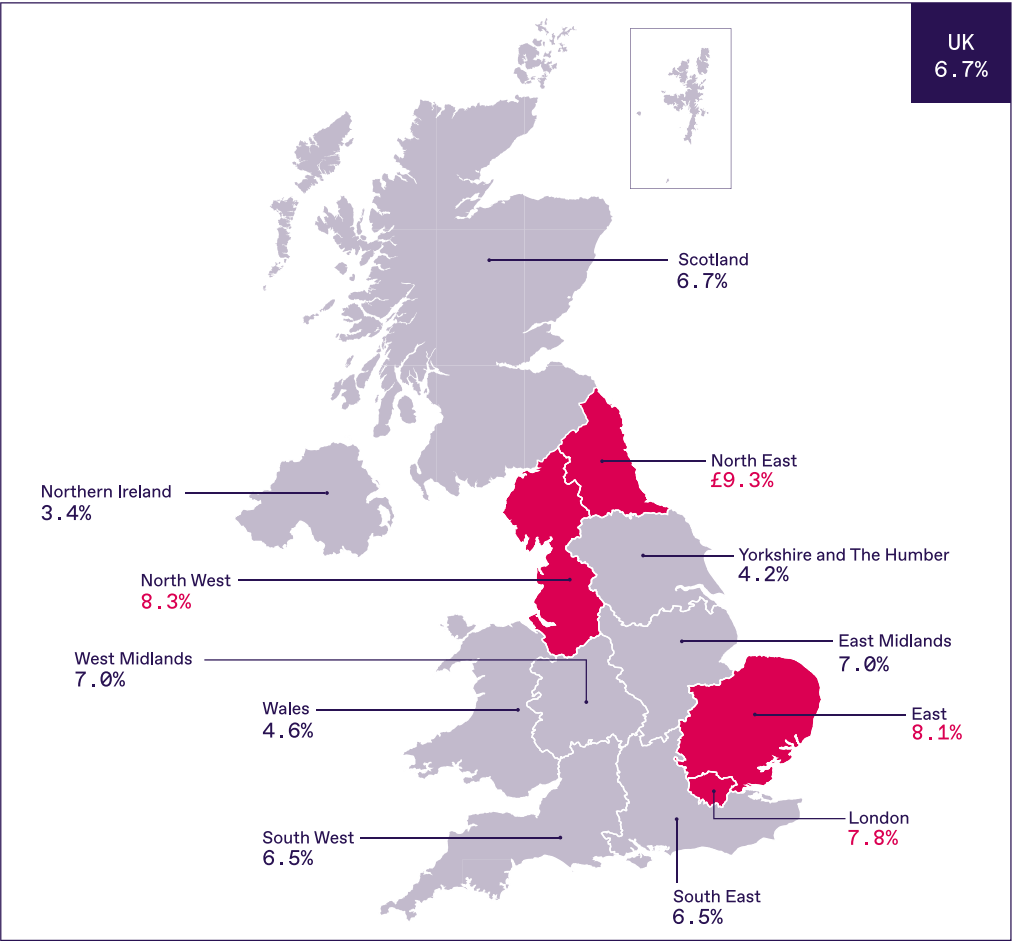 UK
6.7%
Scotland
6.7%
North East
£9.3%
Northern Ireland
3.4%
Yorkshire and The Humber
4.2%
North West
8.3%
East Midlands
7.0%
West Midlands
7.0%
Wales
4.6%
East
8.1%
London
7.8%
South West
6.5%
South East
6.5%